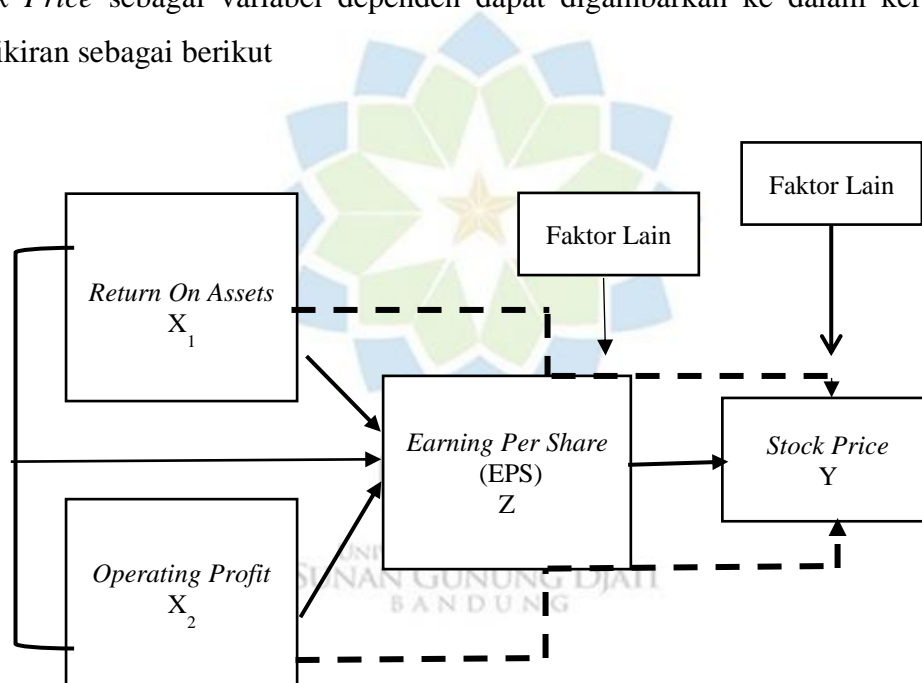 Price sebagai variabel dependen dapat digambarkan ke dalam
ikiran sebagai berikut
Faktor Lain
Faktor Lain
Return On Assets
X1
Earning Per Share
(EPS)
Z
Stock Price
Y
Operating Profit
X2
SUNAN GUNUNG DJATI
BANDUNG